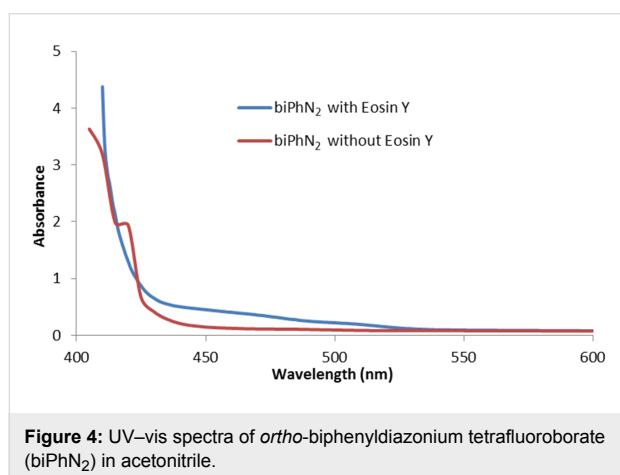 5
4
3
2
1
0
Absorbance
biPhN₂ with Eosin Y
biPhN₂ without Eosin Y
400 450 500 550 600
Wavelength (nm)
Figure 4: UV–vis spectra of ortho-biphenyldiazonium tetrafluoroborate
(biPhN₂) in acetonitrile.